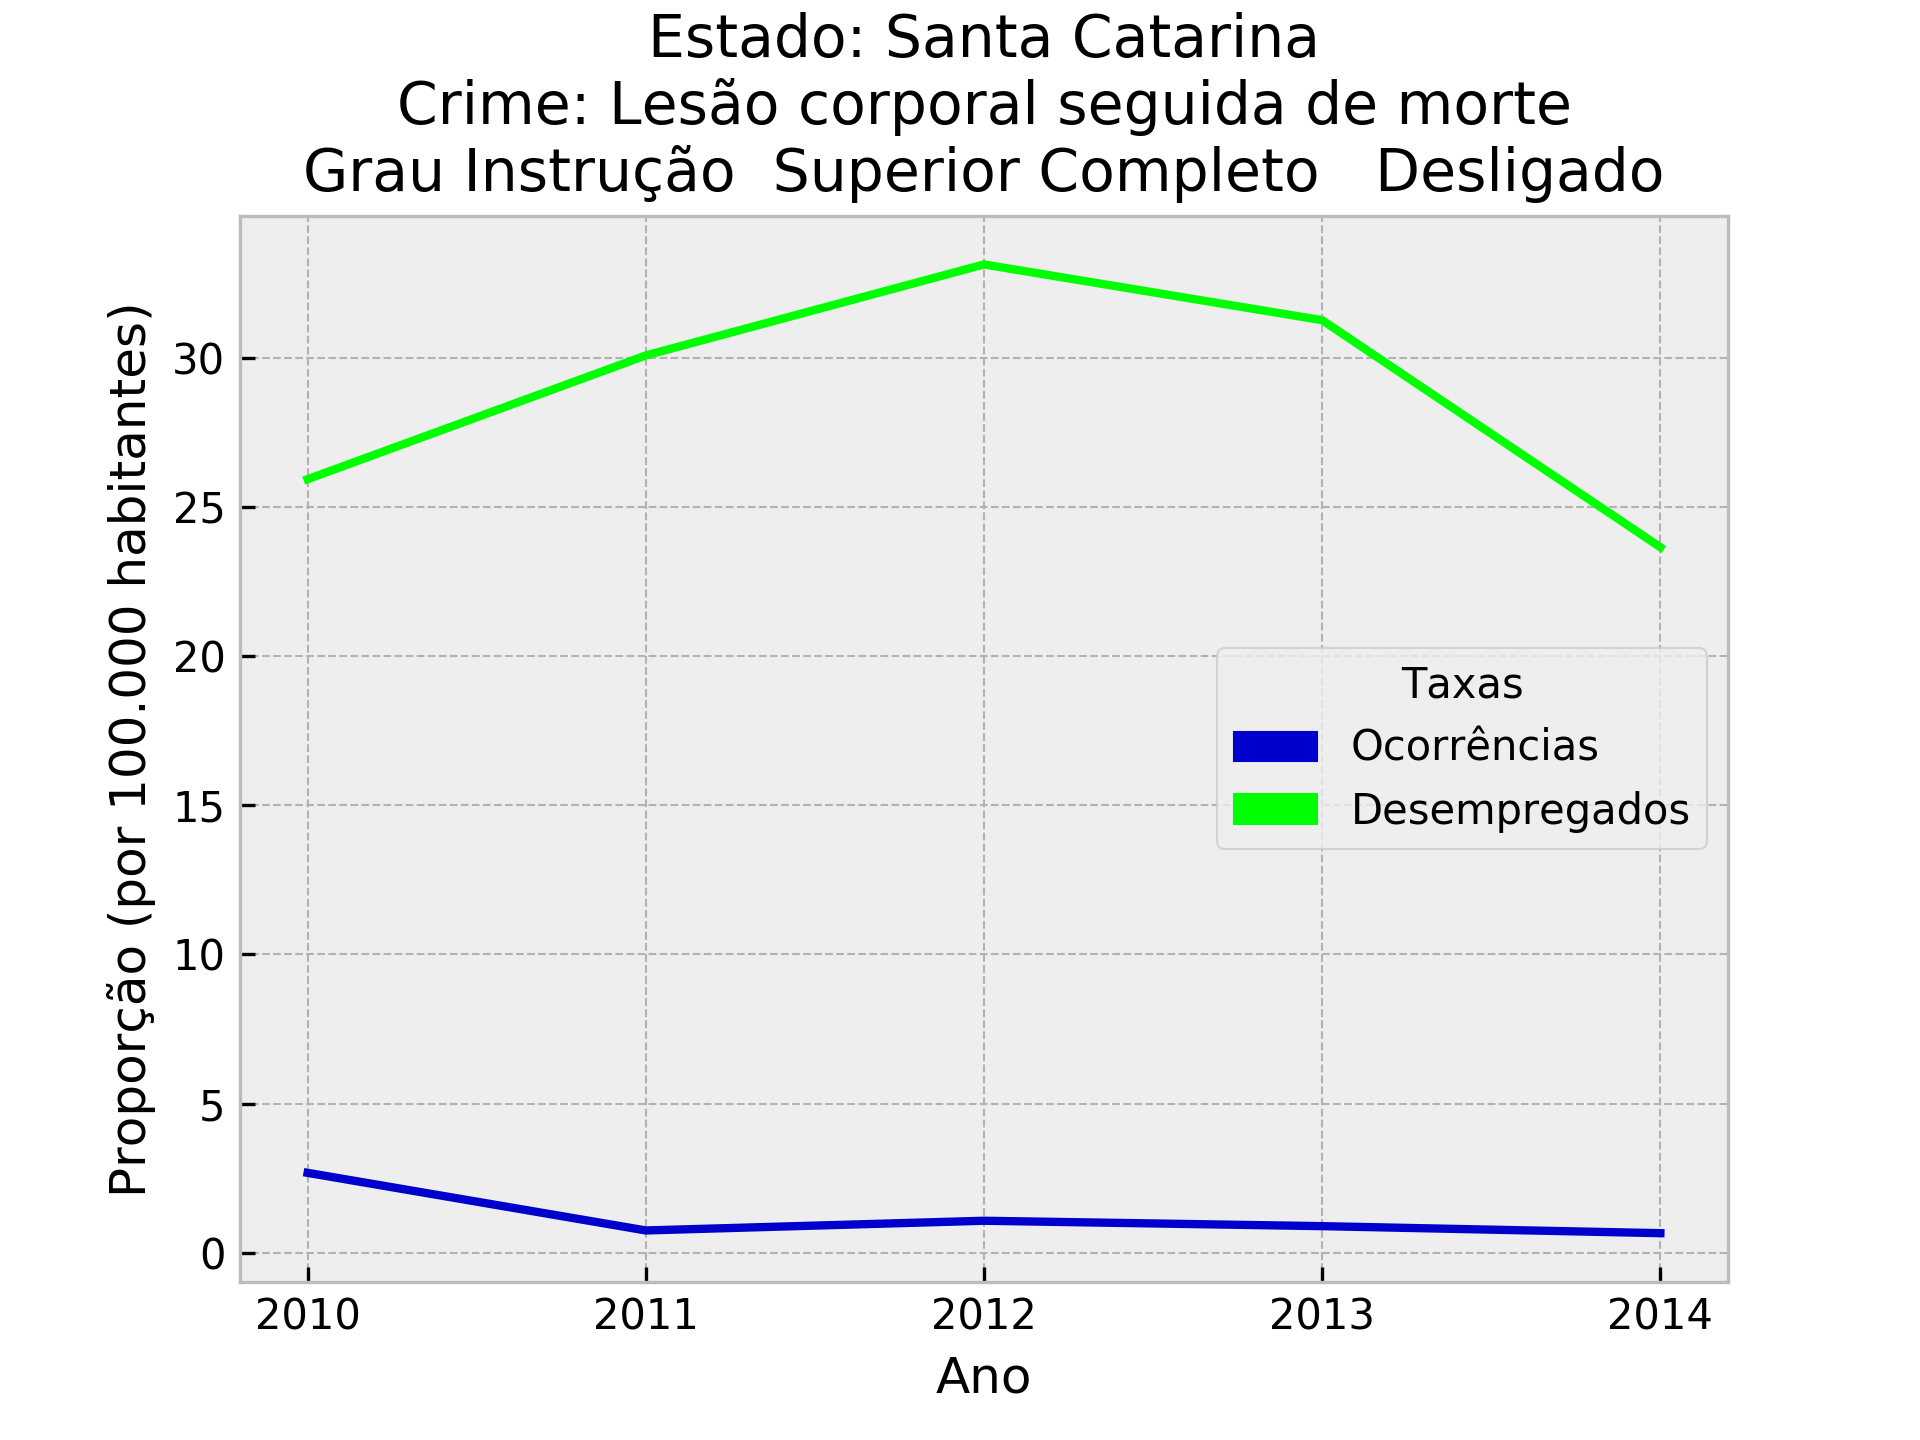 Estado: Santa Catarina
Crime: Lesão corporal seguida de morte
Grau Instrução  Superior Completo   Desligado
Proporção (por 100.000 habitantes)
30
25
20
15
10
5
0
Taxas
Ocorrências
Desempregados
2010 2011 2012 2013 2014
Ano